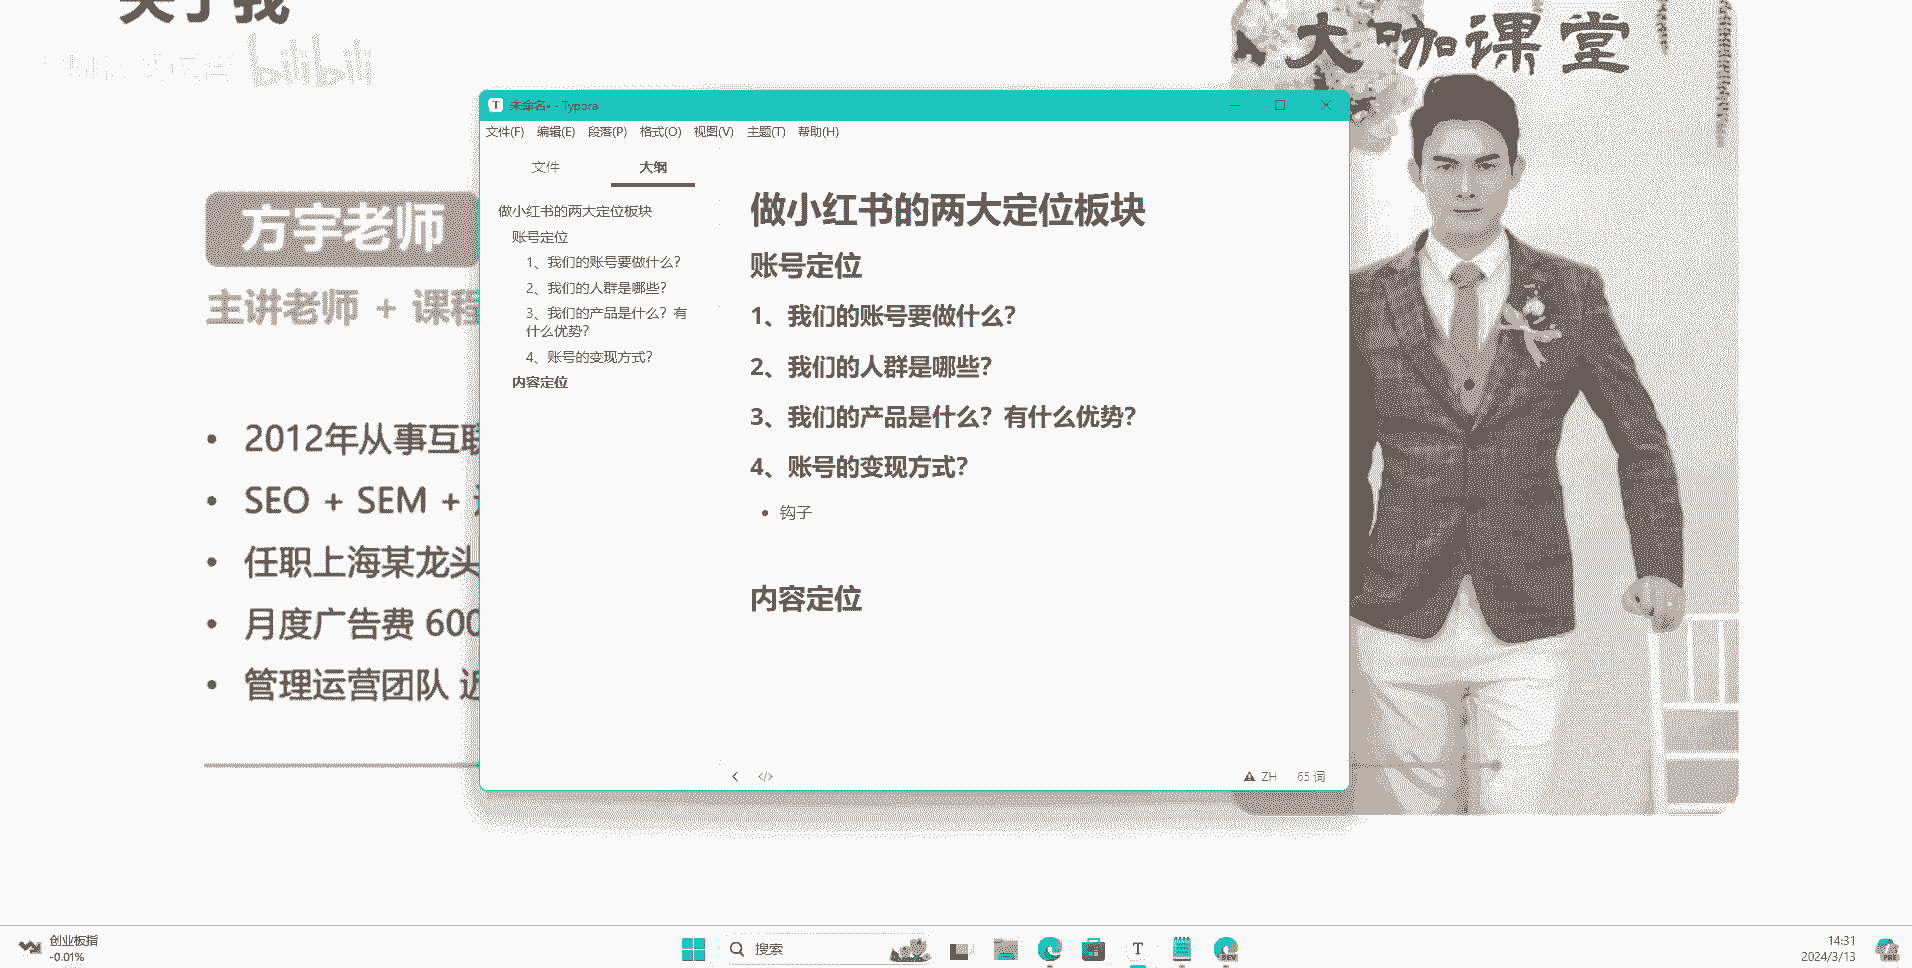 关于我
bilibili
大咖课堂
方宇老师
主讲老师 + 课程
• 2012年从事互联
• SEO + SEM +
• 任职上海某龙头
• 月度广告费 600
• 管理运营团队 近
未命名• - Typora
文件(F) 编辑(E) 段落(P) 格式(O) 视图(V) 主题(T) 帮助(H)
文件 大纲
做小红书的两大定位板块
账号定位
1、我们的账号要做什么？
2、我们的人群是哪些？
3、我们的产品是什么？有
什么优势？
4、账号的变现方式？
内容定位
做小红书的两大定位板块
账号定位
1、我们的账号要做什么？
2、我们的人群是哪些？
3、我们的产品是什么？有什么优势？
4、账号的变现方式？
• 钩子
内容定位
ZH 65 词
创业板指
-0.01%
搜索
DEV
14:31
2024/3/13
PRE